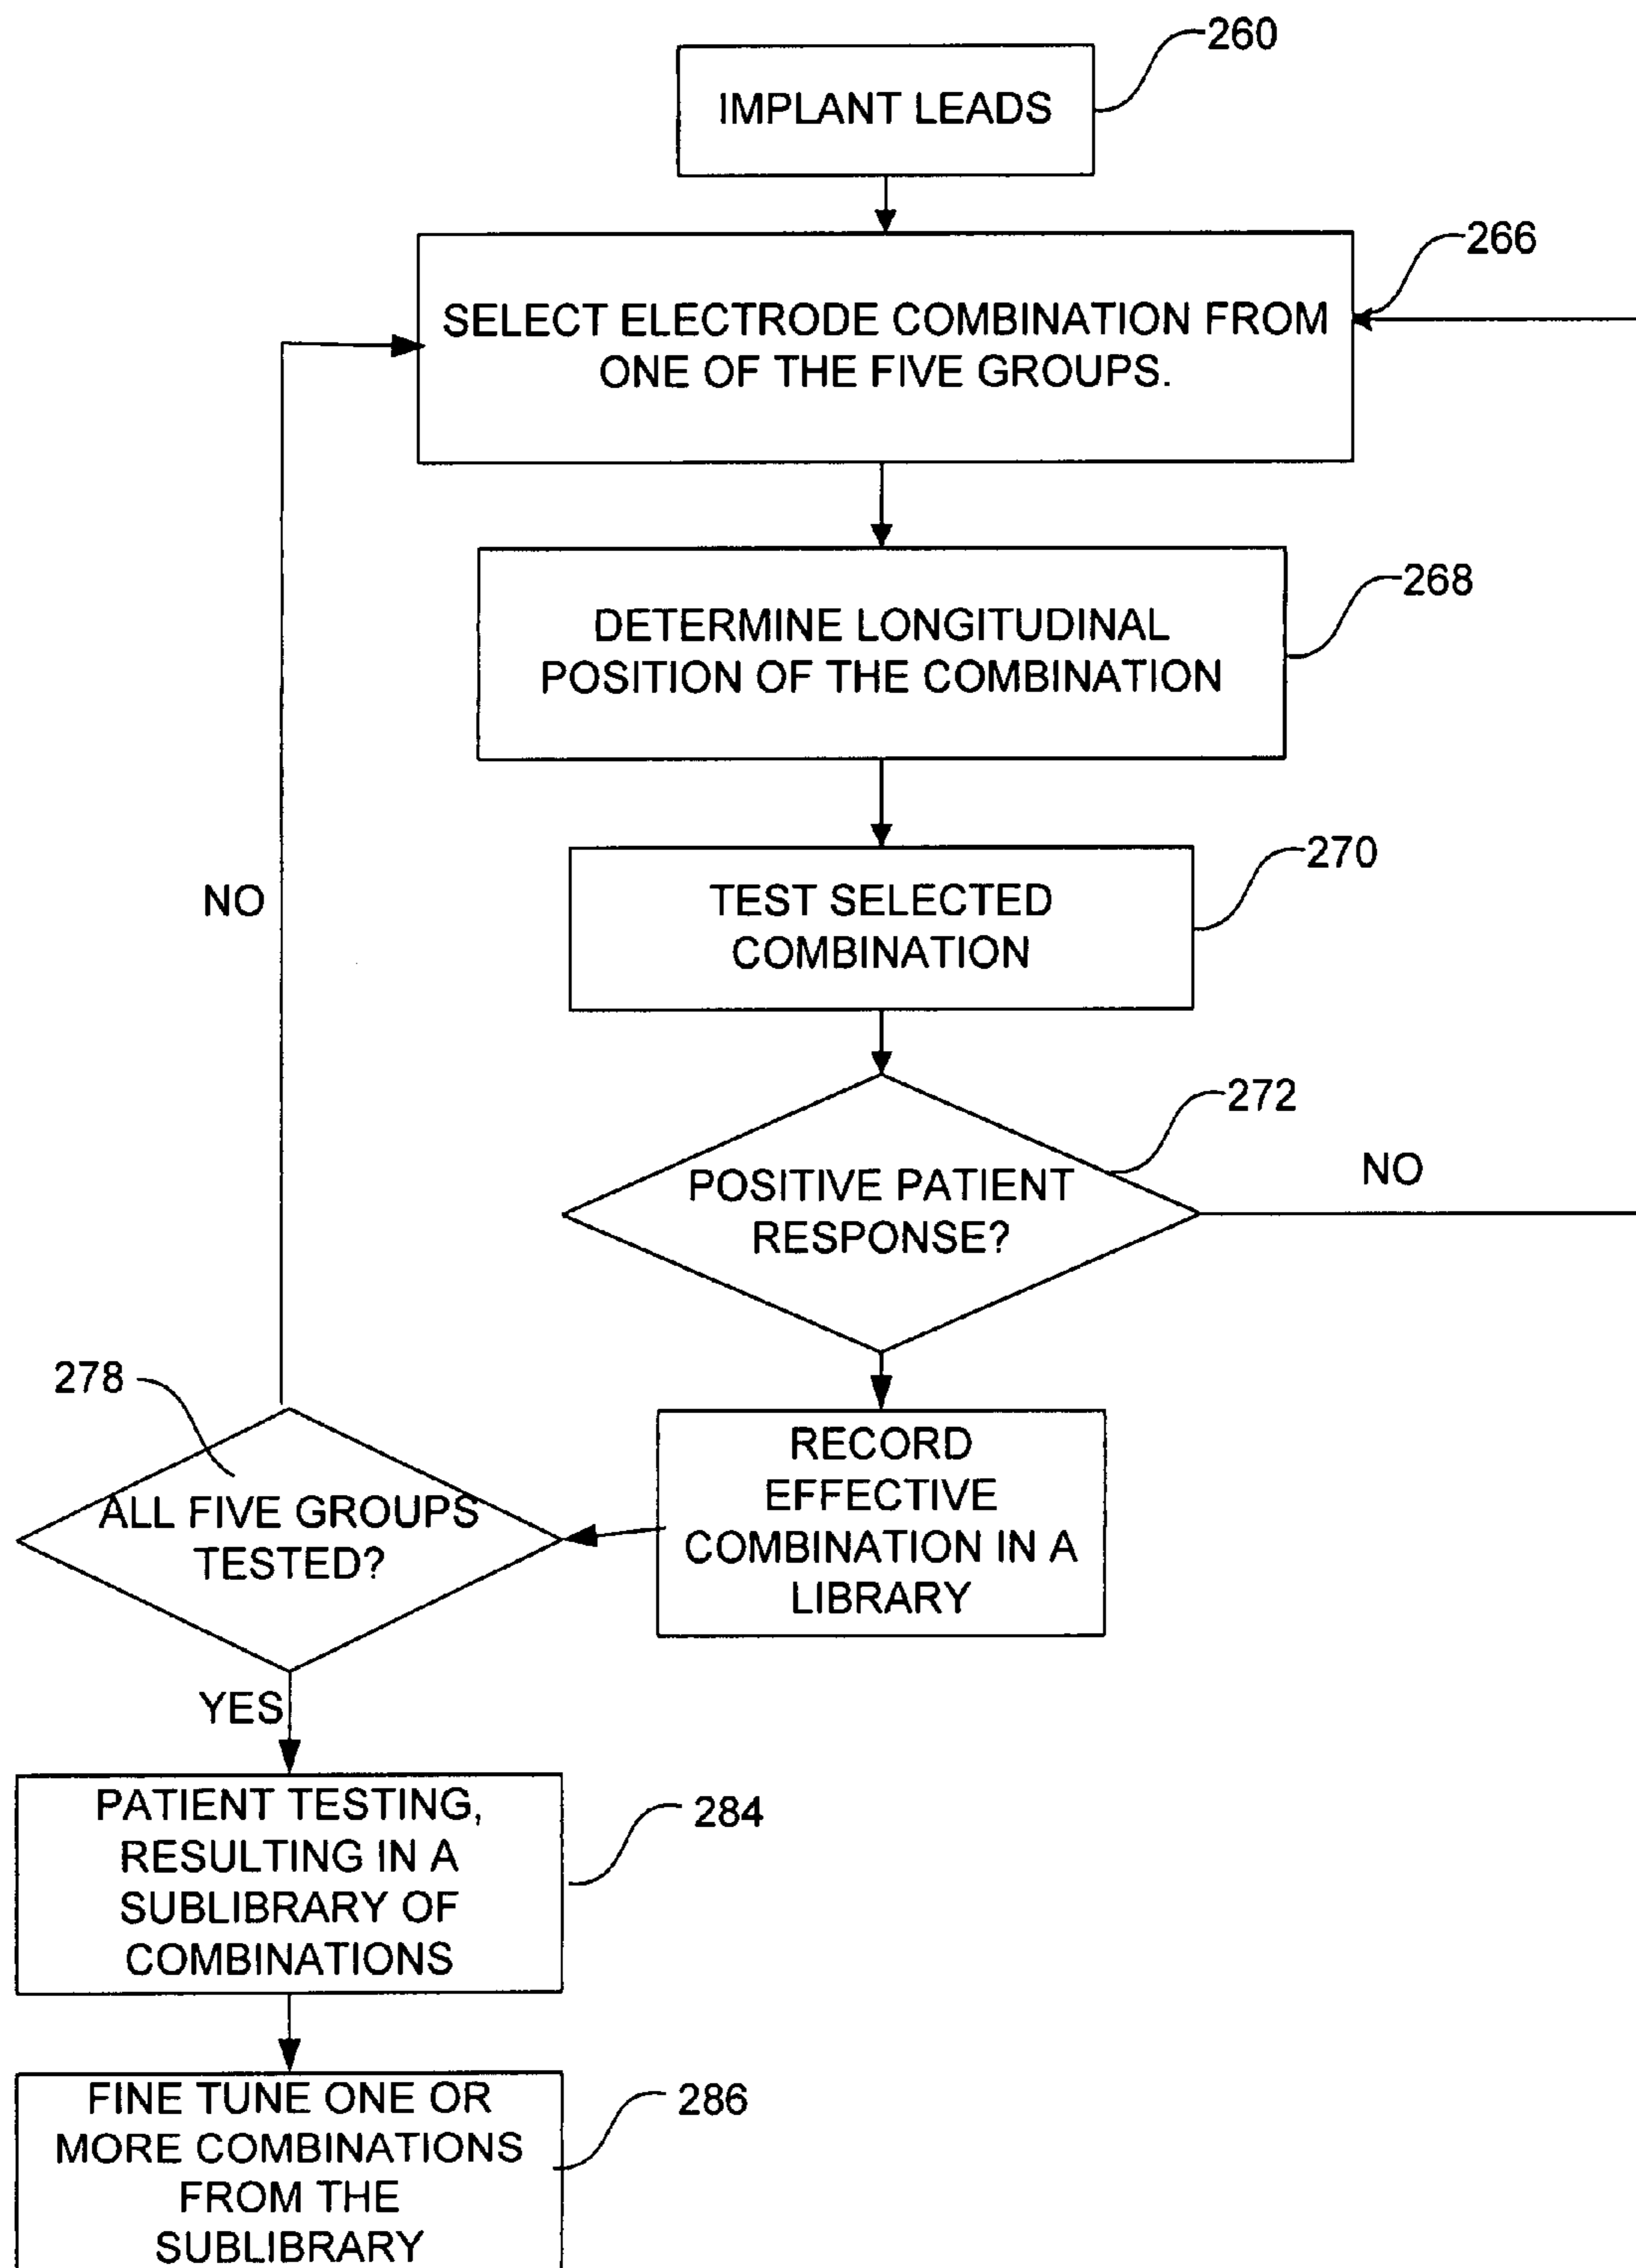 260
IMPLANT LEADS
266
SELECT ELECTRODE COMBINATION FROM
ONE OF THE FIVE GROUPS.
268
DETERMINE LONGITUDINAL
POSITION OF THE COMBINATION
270
TEST SELECTED
COMBINATION
NO
272
POSITIVE PATIENT
RESPONSE?
NO
278
RECORD
EFFECTIVE
COMBINATION IN A
LIBRARY
ALL FIVE GROUPS
TESTED?
YES
PATIENT TESTING,
RESULTING IN A
SUBLIBRARY OF
COMBINATIONS
284
FINE TUNE ONE OR
MORE COMBINATIONS
FROM THE
SUBLIBRARY
286